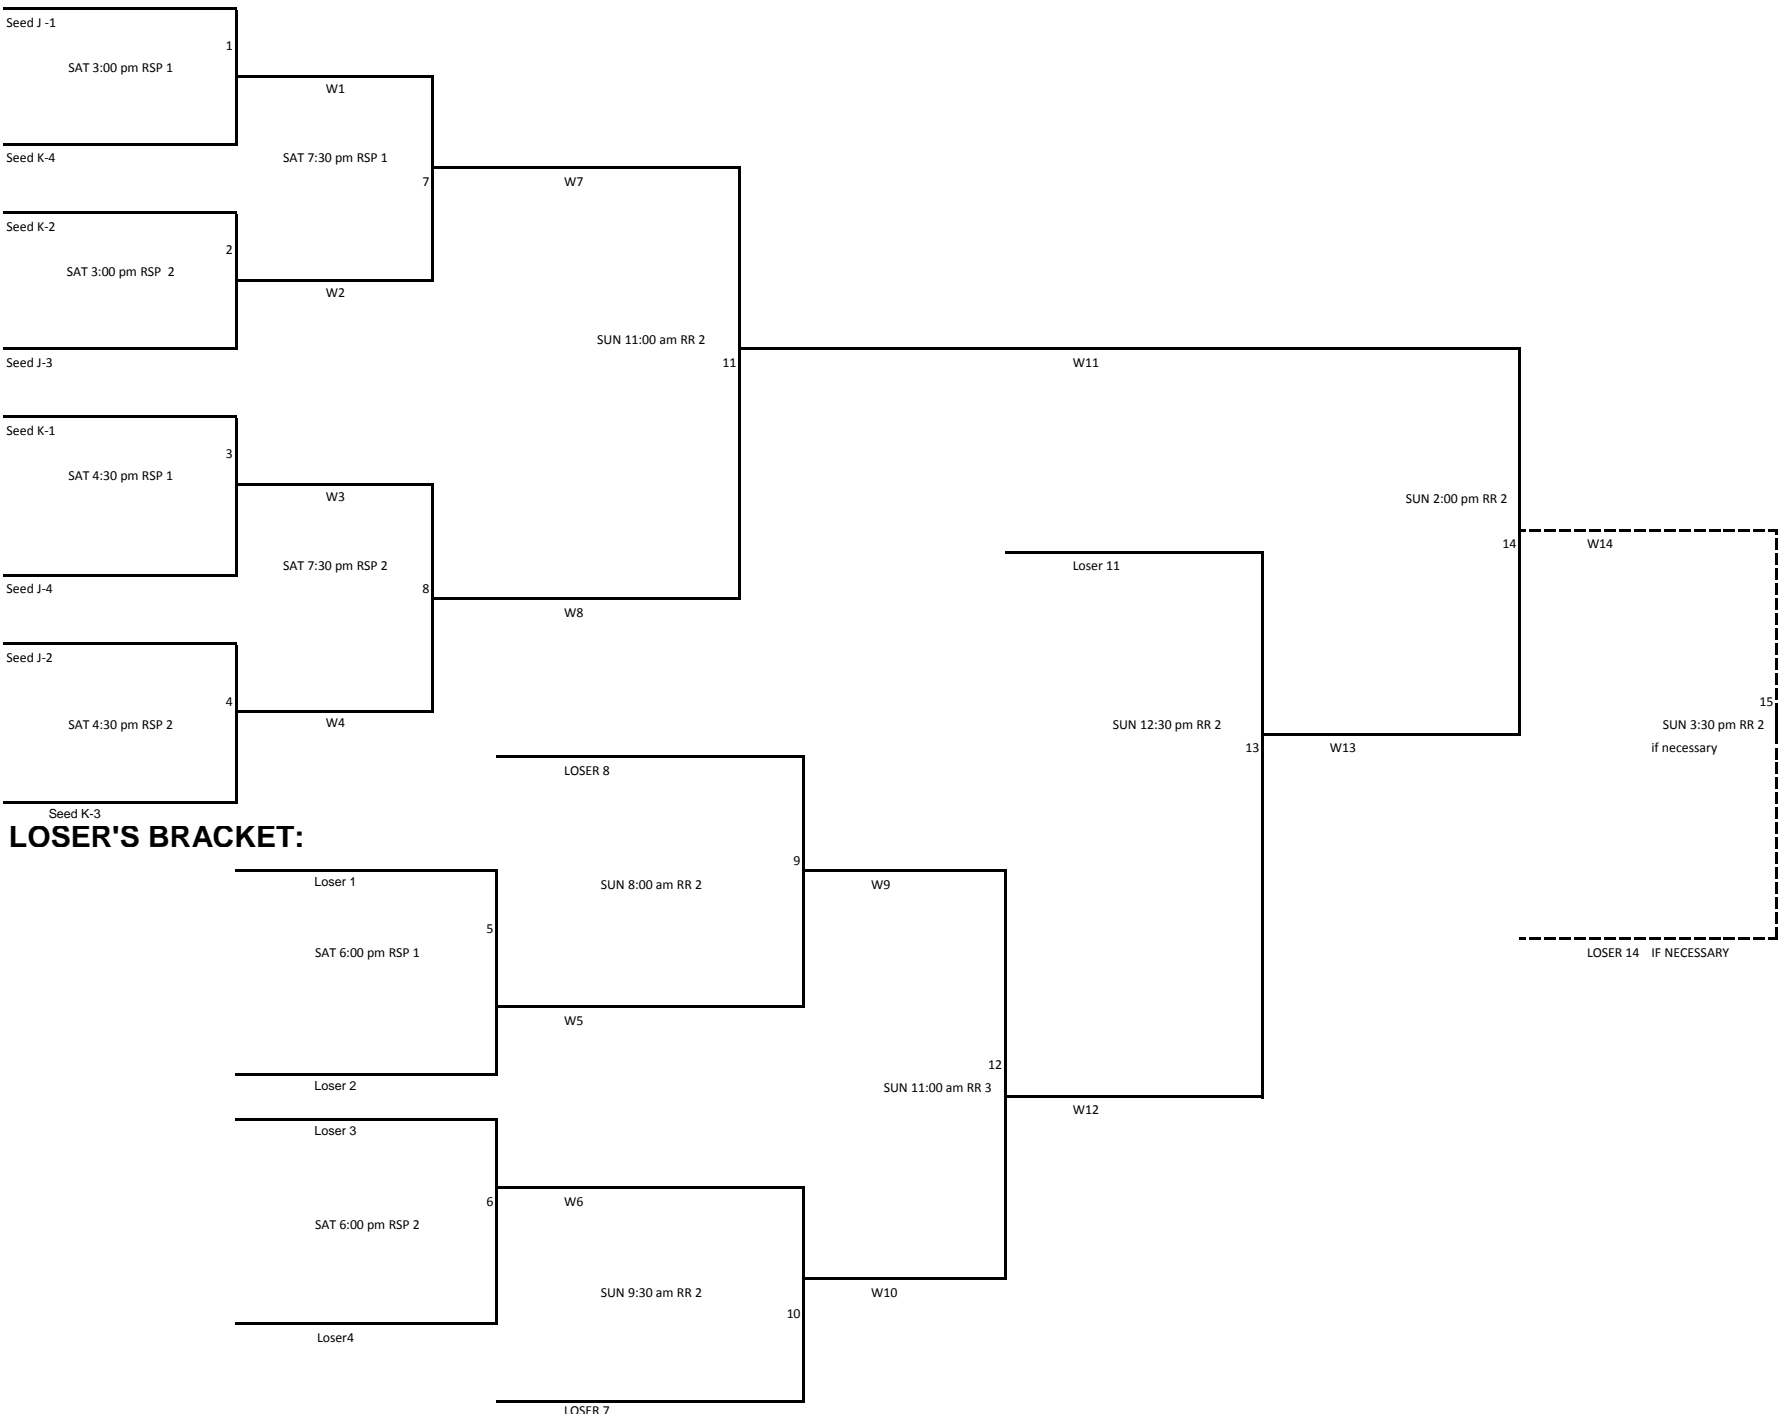 Seed J -1
1
SAT 3:00 pm RSP 1
W1
Seed K-4
SAT 7:30 pm RSP 1
7
W7
Seed K-2
2
SAT 3:00 pm RSP  2
W2
SUN 11:00 am RR 2
11
W11
Seed J-3
Seed K-1
3
SAT 4:30 pm RSP 1
W3
SUN 2:00 pm RR 2
14
W14
SAT 7:30 pm RSP 2
Loser 11
Seed J-4
8
W8
Seed J-2
4
SAT 4:30 pm RSP 2
W4
SUN 12:30 pm RR 2
13
W13
15
SUN 3:30 pm RR 2
if necessary
LOSER 8
Seed K-3
LOSER'S BRACKET:
9
Loser 1
SUN 8:00 am RR 2
W9
5
SAT 6:00 pm RSP 1
LOSER 14    IF NECESSARY
W5
12
Loser 2
SUN 11:00 am RR 3
W12
Loser 3
6
W6
SAT 6:00 pm RSP 2
SUN 9:30 am RR 2
W10
10
Loser4
LOSER 7